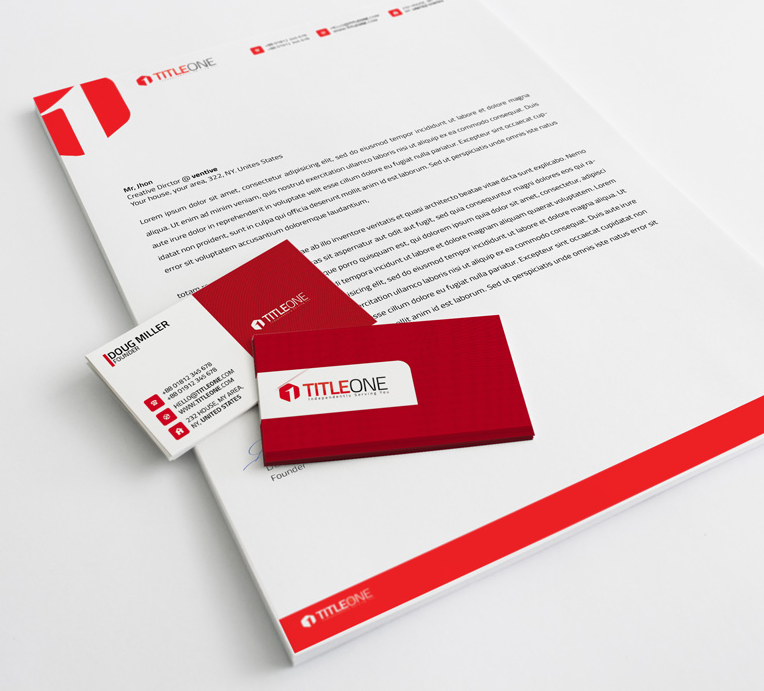 TITLEONE
HELLO@TITLEONE.COM
WWW.TITLEONE.COM
Mr. Jhon
Creative Dirctor @ ventive
Your house, your area, 322, NY. Unites States
Lorem ipsum dolor sit amet, consectetur adipisicing elit, sed do eiusmod tempor incididunt ut labore et dolore magna
aliqua. Ut enim ad minim veniam, quis nostrud exercitation ullamco laboris nisi ut aliquip ex ea commodo consequat. Duis
aute irure dolor in reprehenderit in voluptate velit esse cillum dolore eu fugiat nulla pariatur. Excepteur sint occaecat cup-
idatat non proident, sunt in culpa qui officia deserunt mollit anim id est laborum. Sed ut perspiciatis unde omnis iste natus
error sit voluptatem accusantium doloremque laudantium,
totam
ae ab illo inventore veritatis et quasi architecto beatae vitae dicta sunt explicabo. Nemo
as sit aspernatur aut odit aut fugit, sed quia consequuntur magni dolores eos qui ra-
que porro quisquam est, qui dolorem ipsum quia dolor sit amet, consectetur, adipisci
i tempora incidunt ut labore et dolore magnam aliquam quaerat voluptatem. Lorem
isicing elit, sed do eiusmod tempor incididunt ut labore et dolore magna aliqua. Ut
ercitation ullamco laboris nisi ut aliquip ex ea commodo consequat. Duis aute irure
sse cillum dolore eu fugiat nulla pariatur. Excepteur sint occaecat cupidatat non
ollit anim id est laborum. Sed ut perspiciatis unde omnis iste natus error sit
TITLEONE
DOUG MILLER
FOUNDER
+88 01812 345 678
+88 01912 345 678
HELLO@TITLEONE.COM
WWW.TITLEONE.COM
232 HOUSE, MY AREA,
NY, UNITED STATES
TITLEONE
Independently Serving You
Founder
TITLEONE